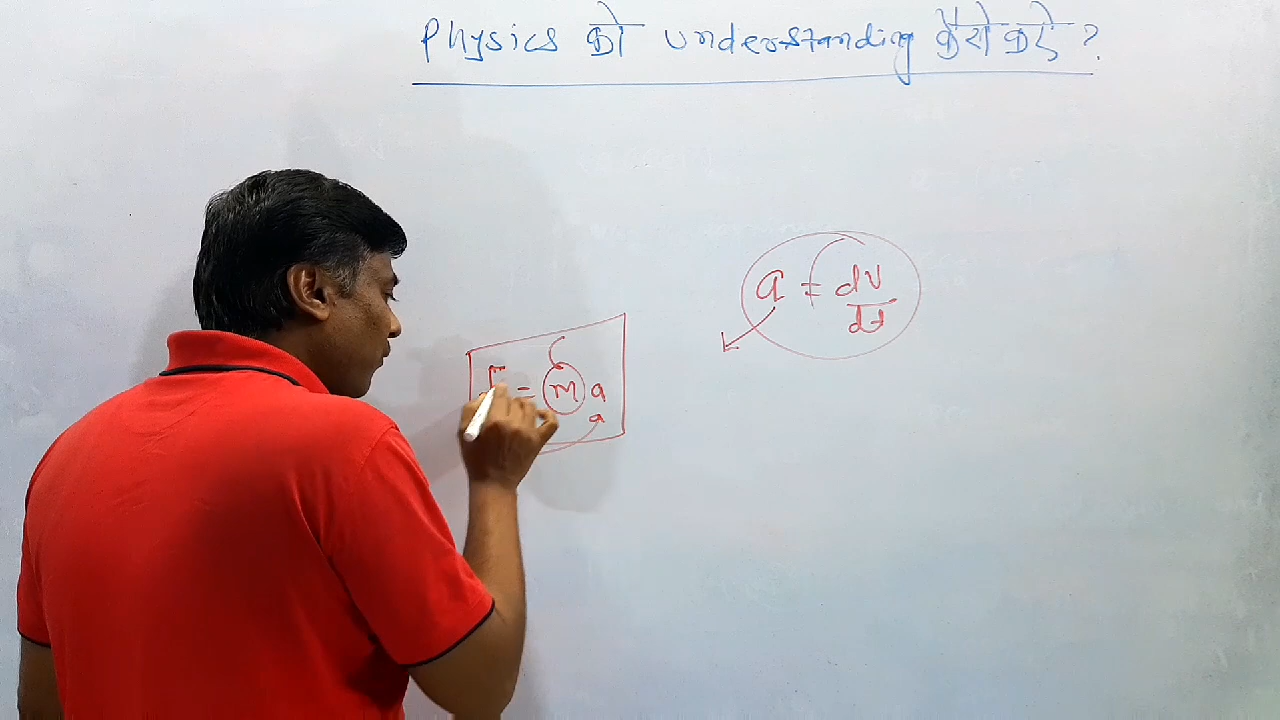 Physics को understanding कैसे करे ?
a = dv
dt
F = m a
a